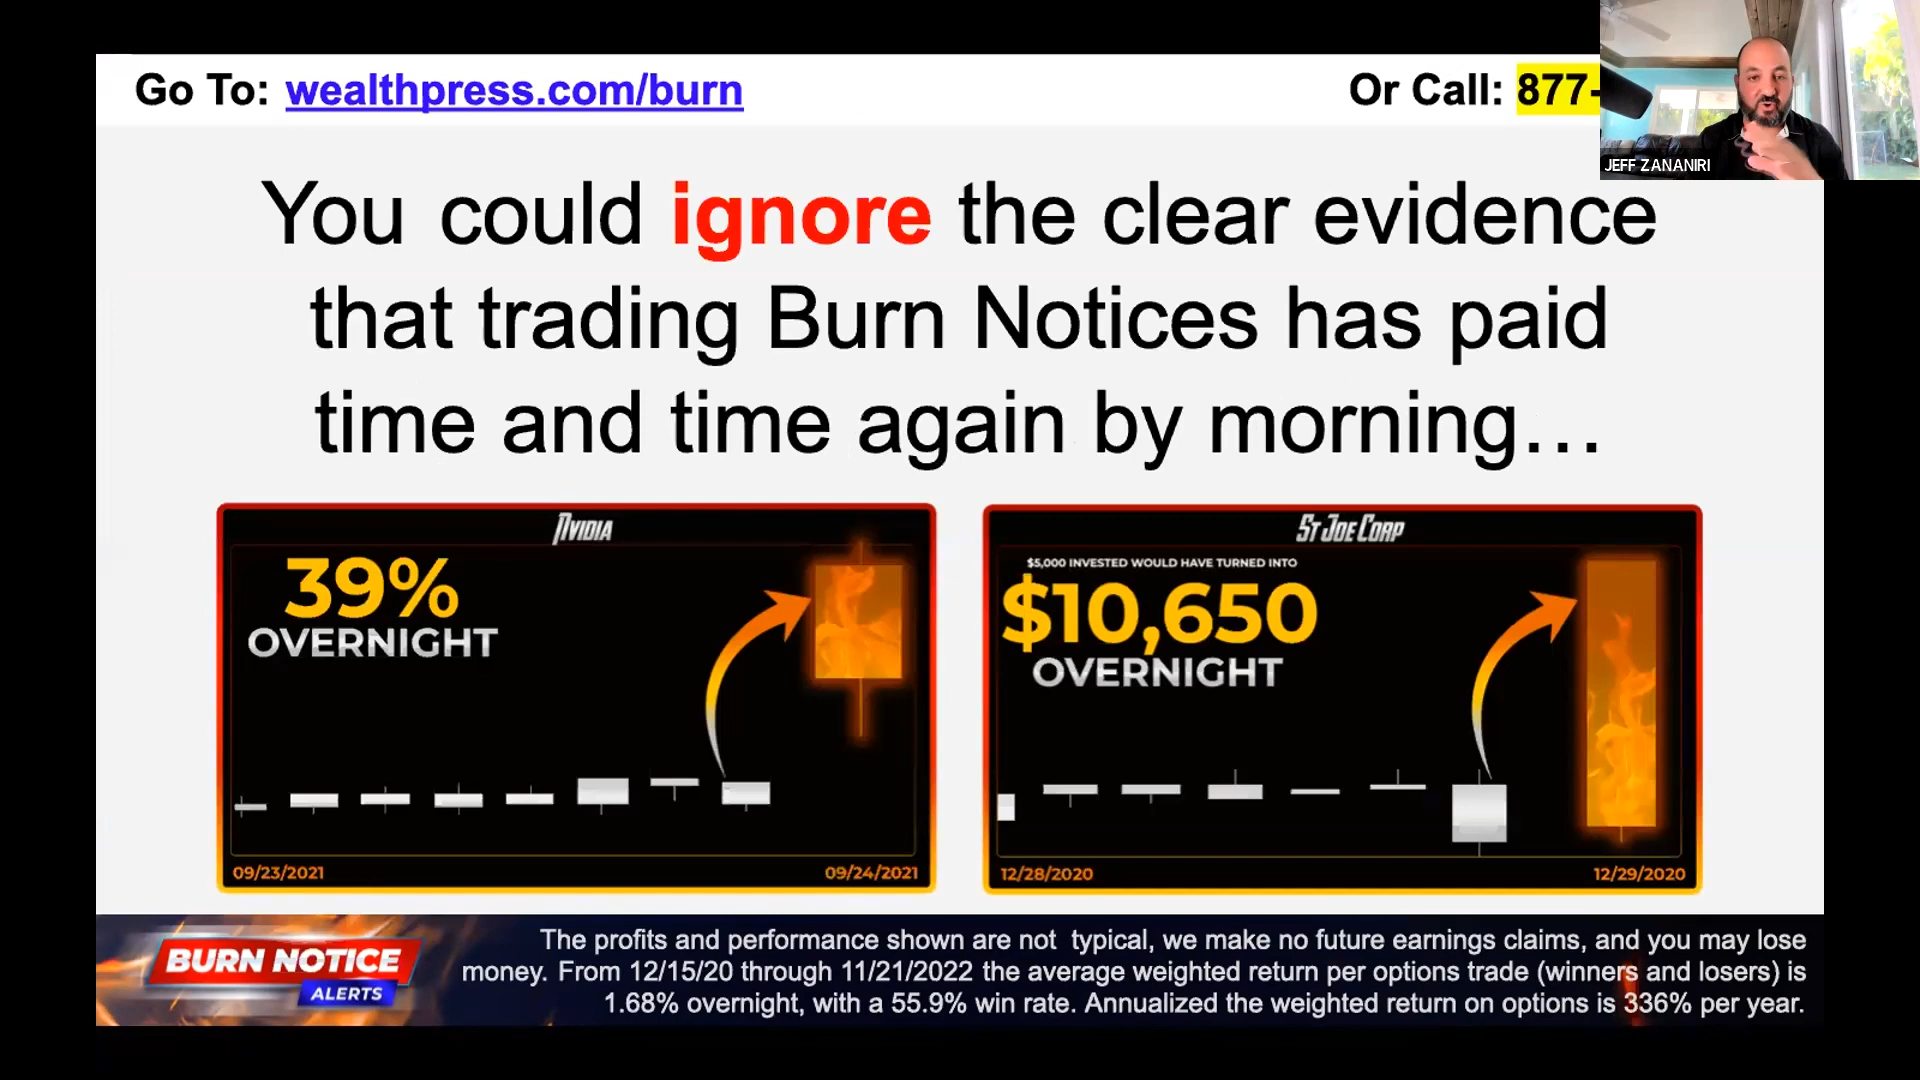 Go To: wealthpress.com/burn
Or Call: 877-
JEFF ZANANIRI
You could ignore the clear evidence
that trading Burn Notices has paid
time and time again by morning…
NVIDIA
39%
OVERNIGHT
09/23/2021
09/24/2021
ST JOE CORP
$5,000 INVESTED WOULD HAVE TURNED INTO
$10,650
OVERNIGHT
12/28/2020
12/29/2020
BURN NOTICE
ALERTS
The profits and performance shown are not typical, we make no future earnings claims, and you may lose
money. From 12/15/20 through 11/21/2022 the average weighted return per options trade (winners and losers) is
1.68% overnight, with a 55.9% win rate. Annualized the weighted return on options is 336% per year.